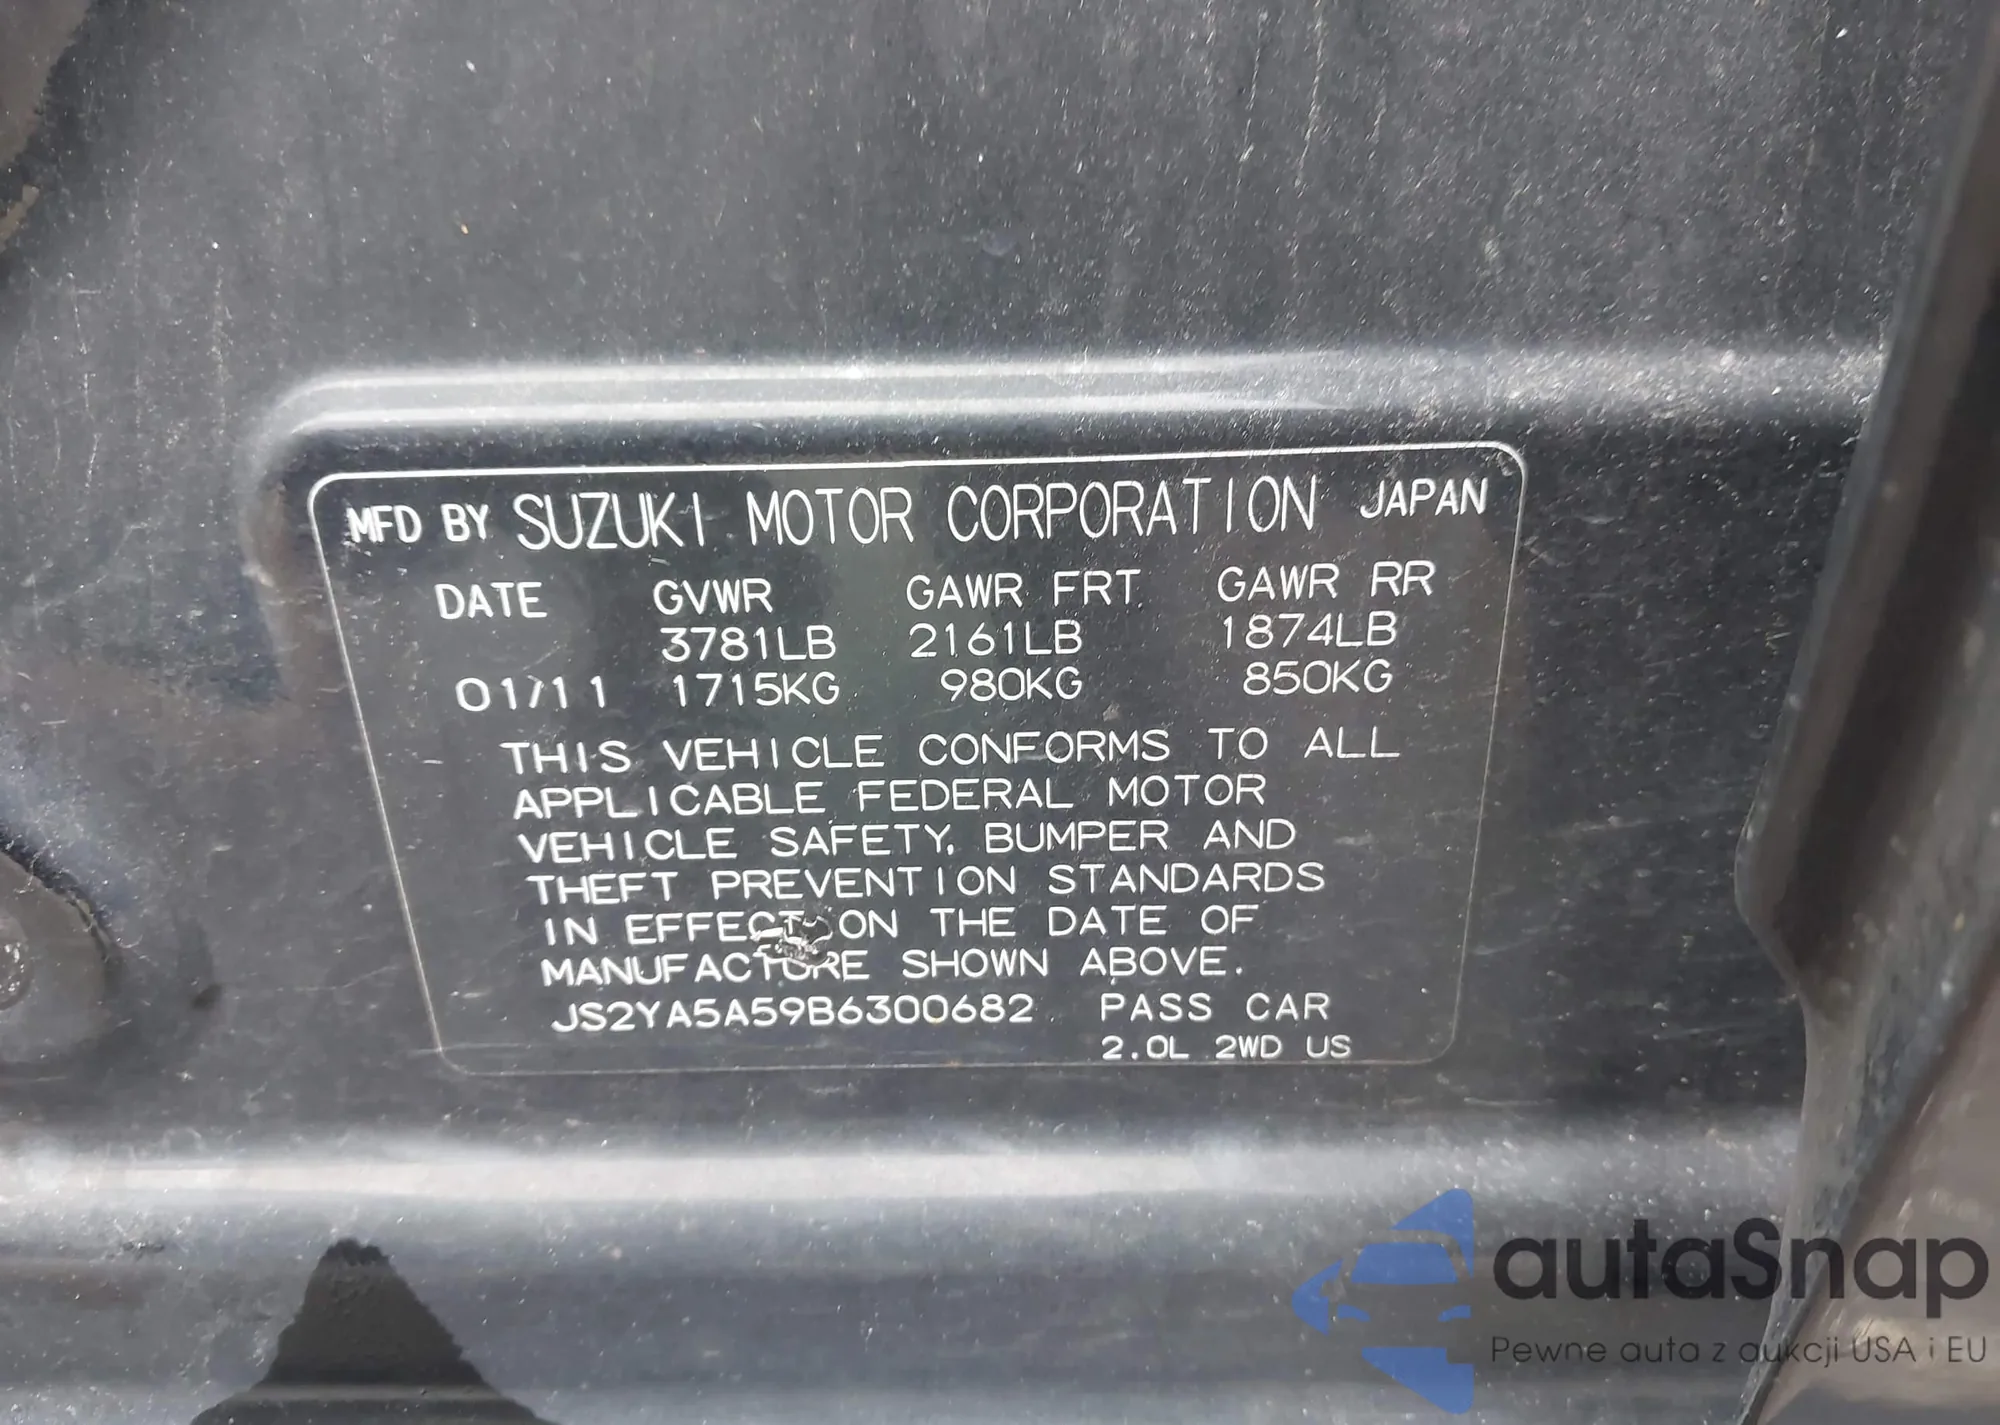 MFD BY SUZUKI MOTOR CORPORATION JAPAN
DATE GVWR GAWR FRT GAWR RR
3781LB 2161LB 1874LB
01/11 1715KG 980KG 850KG
THIS VEHICLE CONFORMS TO ALL
APPLICABLE FEDERAL MOTOR
VEHICLE SAFETY, BUMPER AND
THEFT PREVENTION STANDARDS
IN EFFECT ON THE DATE OF
MANUFACTURE SHOWN ABOVE.
JS2YA5A59B6300682 PASS CAR
2.0L 2WD US
autaSnap
Pewne auta z aukcji USA i EU